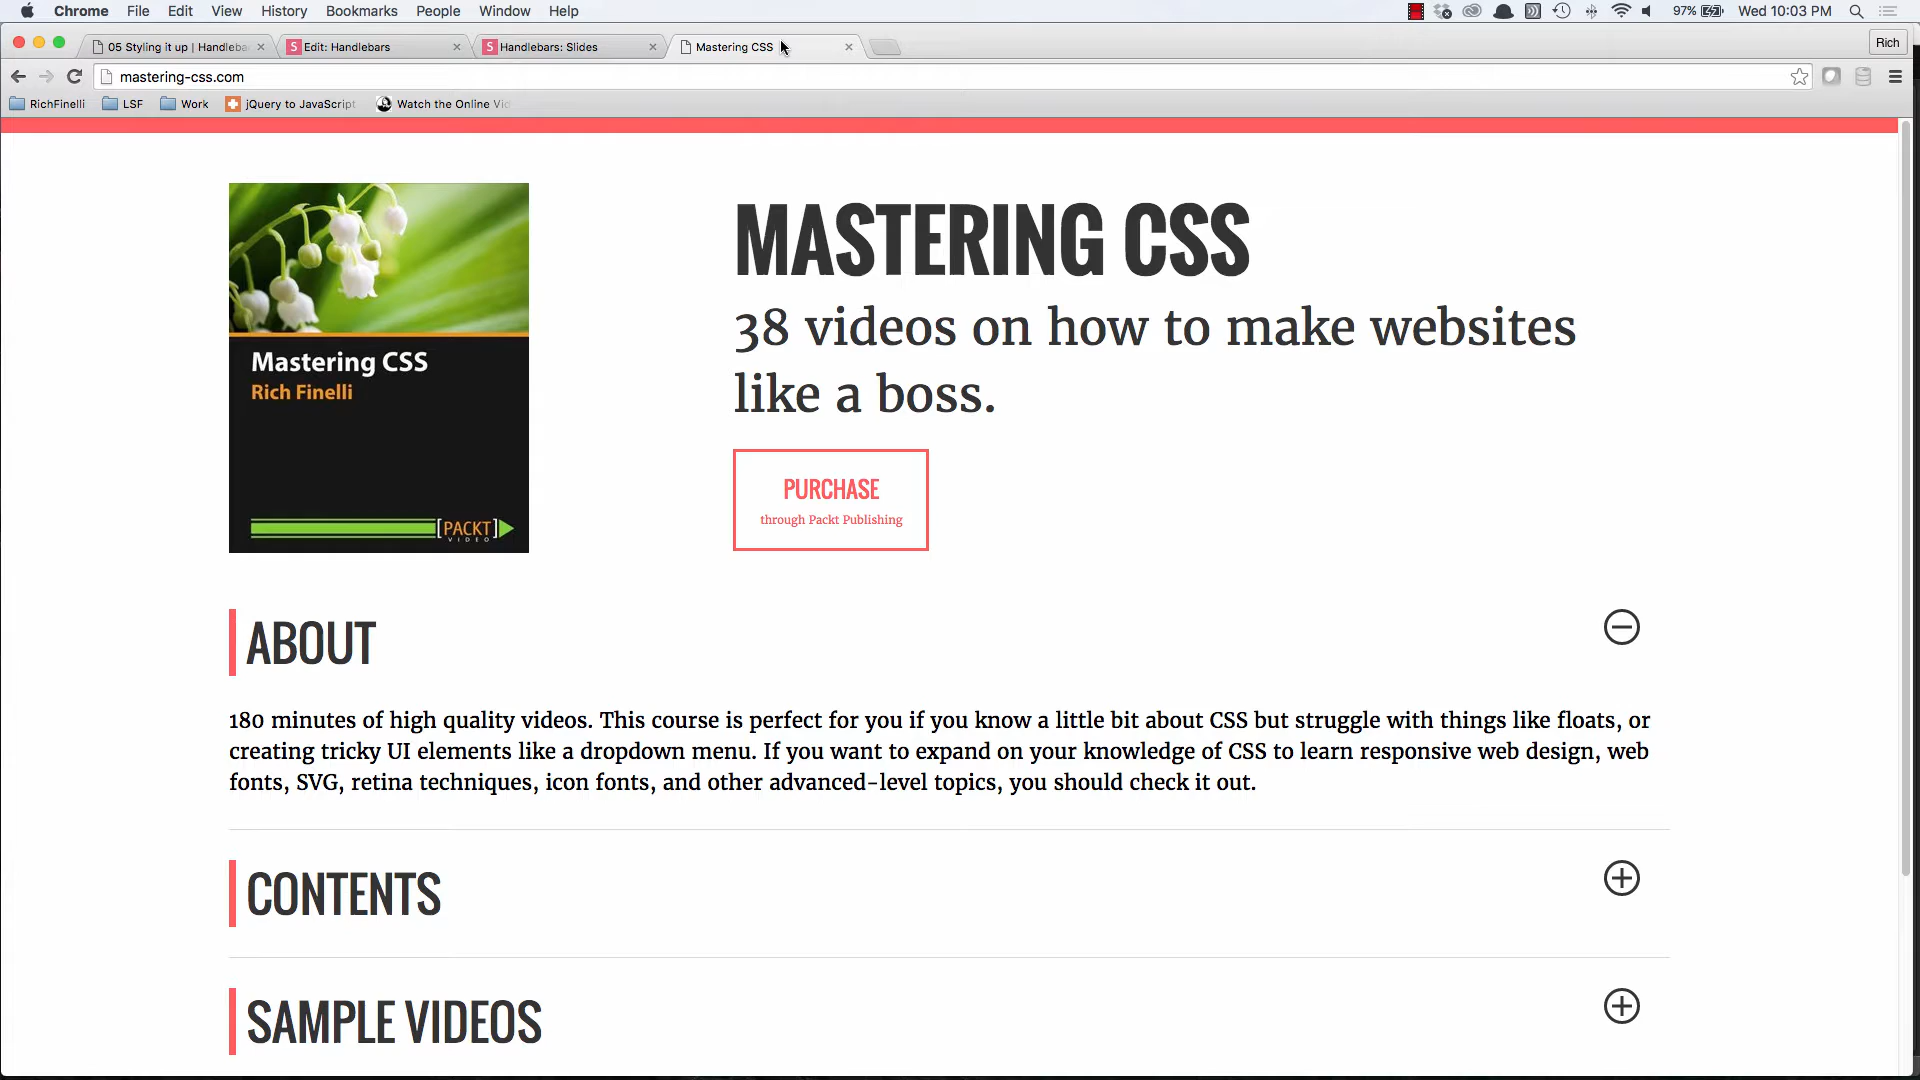 Chrome File Edit View History Bookmarks People Window Help 97% Wed 10:03 PM
05 Styling it up | Handleba
Edit: Handlebars
Handlebars: Slides
Mastering CSS
Rich
mastering-css.com
RichFinelli LSF Work jQuery to JavaScript Watch the Online Vi
Mastering CSS
Rich Finelli
[PACKT]
VIDEO
MASTERING CSS
38 videos on how to make websites
like a boss.
PURCHASE
through Packt Publishing
ABOUT
180 minutes of high quality videos. This course is perfect for you if you know a little bit about CSS but struggle with things like floats, or
creating tricky UI elements like a dropdown menu. If you want to expand on your knowledge of CSS to learn responsive web design, web
fonts, SVG, retina techniques, icon fonts, and other advanced-level topics, you should check it out.
CONTENTS
SAMPLE VIDEOS